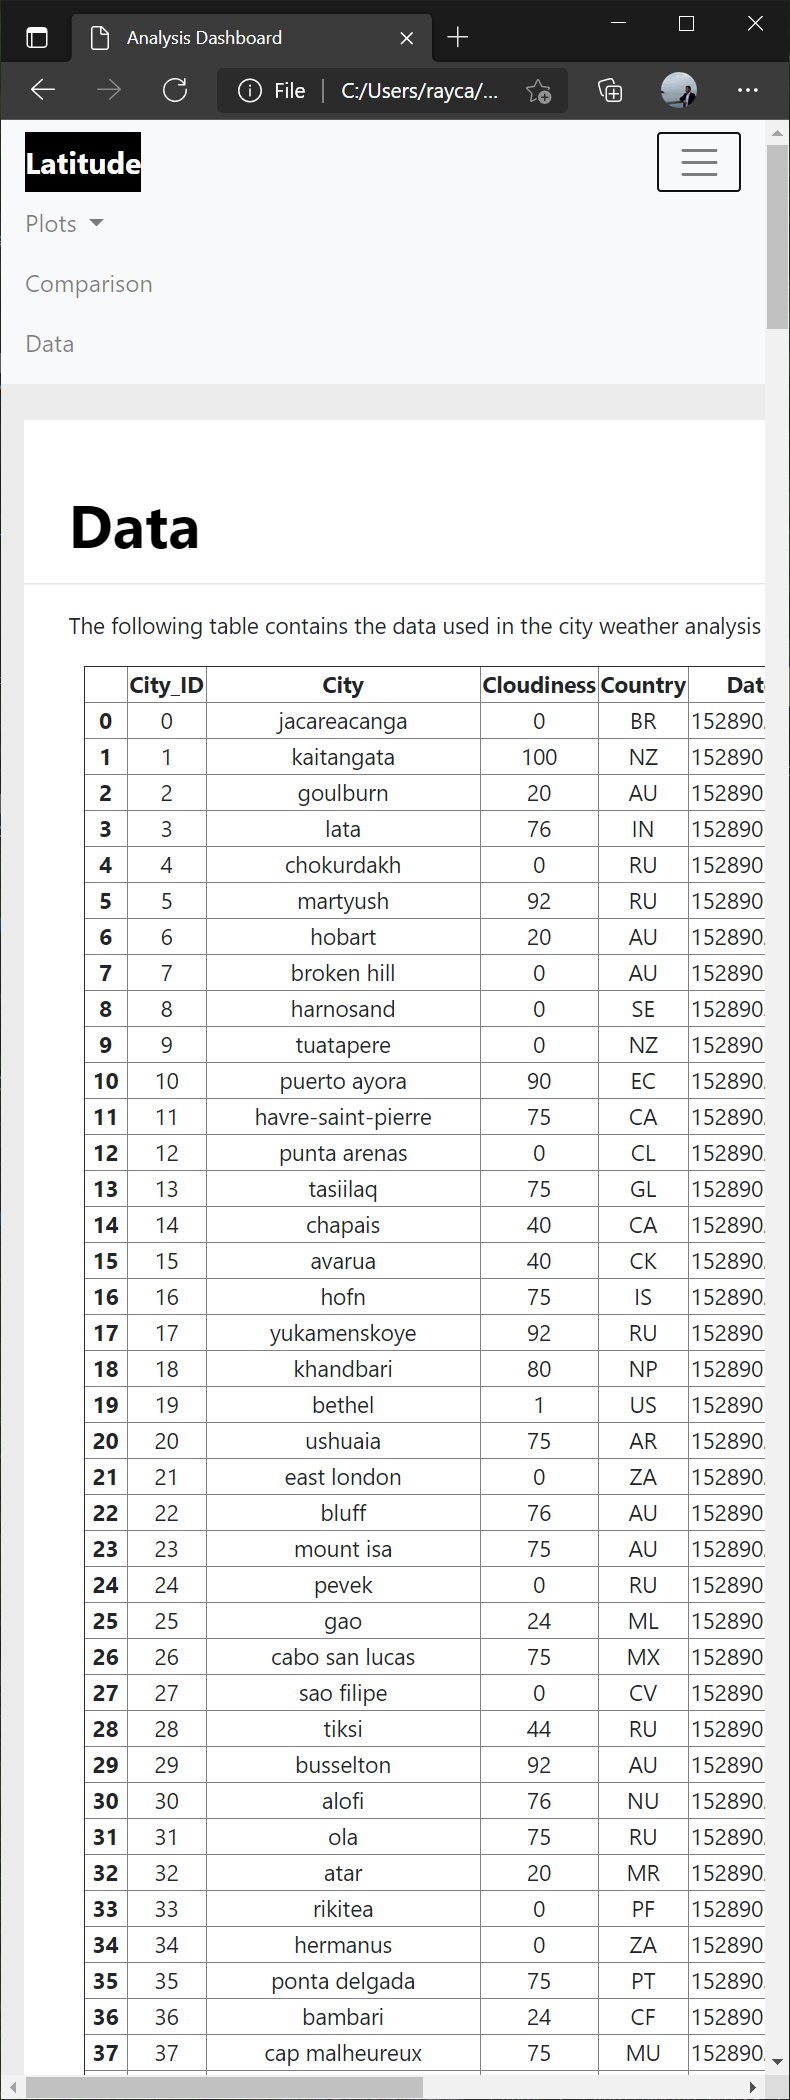 Analysis Dashboard
File C:/Users/rayca/...
Latitude
Plots
Comparison
Data
Data
The following table contains the data used in the city weather analysis
City_ID City Cloudiness Country Dat
0 0 jacareacanga 0 BR 152890
1 1 kaitangata 100 NZ 152890
2 2 goulburn 20 AU 152890
3 3 lata 76 IN 152890
4 4 chokurdakh 0 RU 152890
5 5 martyush 92 RU 152890
6 6 hobart 20 AU 152890
7 7 broken hill 0 AU 152890
8 8 harnosand 0 SE 152890
9 9 tuatapere 0 NZ 152890
10 10 puerto ayora 90 EC 152890
11 11 havre-saint-pierre 75 CA 152890
12 12 punta arenas 0 CL 152890
13 13 tasiilaq 75 GL 152890
14 14 chapais 40 CA 152890
15 15 avarua 40 CK 152890
16 16 hofn 75 IS 152890
17 17 yukamenskoye 92 RU 152890
18 18 khandbari 80 NP 152890
19 19 bethel 1 US 152890
20 20 ushuaia 75 AR 152890
21 21 east london 0 ZA 152890
22 22 bluff 76 AU 152890
23 23 mount isa 75 AU 152890
24 24 pevek 0 RU 152890
25 25 gao 24 ML 152890
26 26 cabo san lucas 75 MX 152890
27 27 sao filipe 0 CV 152890
28 28 tiksi 44 RU 152890
29 29 busselton 92 AU 152890
30 30 alofi 76 NU 152890
31 31 ola 75 RU 152890
32 32 atar 20 MR 152890
33 33 rikitea 0 PF 152890
34 34 hermanus 0 ZA 152890
35 35 ponta delgada 75 PT 152890
36 36 bambari 24 CF 152890
37 37 cap malheureux 75 MU 152890